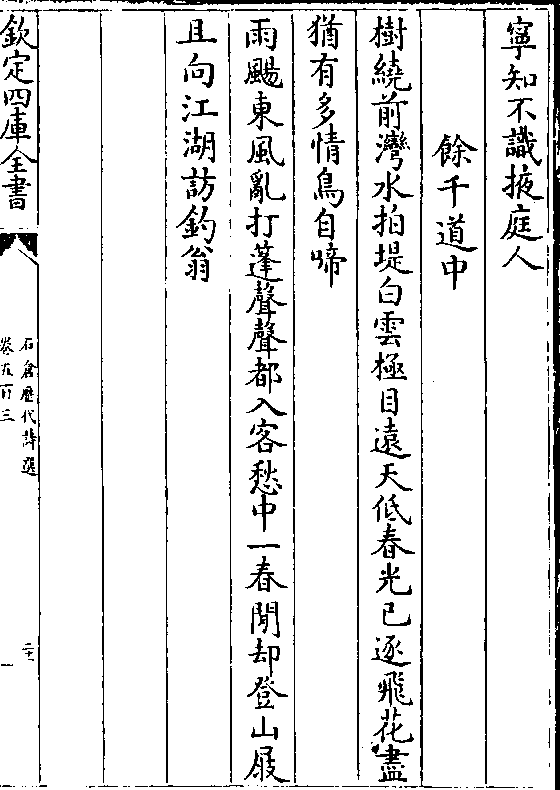 寧知不識掖庭人
餘干道中
樹繞前灣水拍堤白雲極目遠天低春光已逐飛花盡
猶有多情鳥自啼
雨颺東風亂打蓬聲聲都入客愁中一春閒却登山屐
且向江湖訪釣翁
欽定四庫全書
石倉歷代詩選
卷五百三